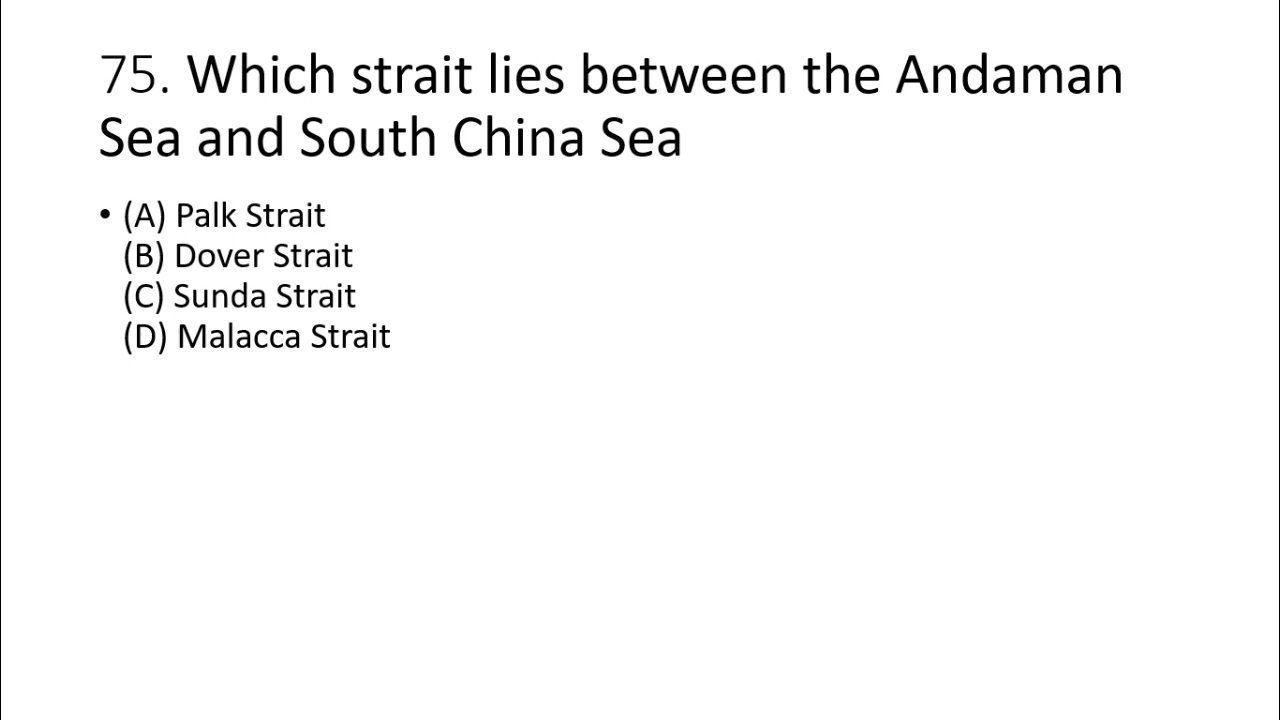 75. Which strait lies between the Andaman
Sea and South China Sea
• (A) Palk Strait
(B) Dover Strait
(C) Sunda Strait
(D) Malacca Strait